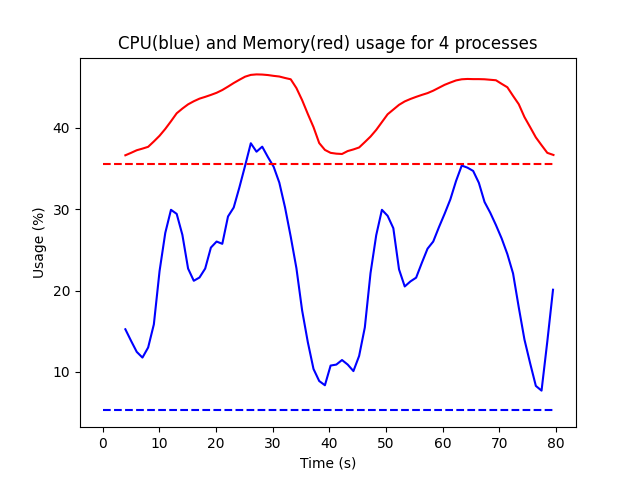 CPU(blue) and Memory(red) usage for 4 processes
Usage (%)
40
30
20
10
0 10 20 30 40 50 60 70 80
Time (s)